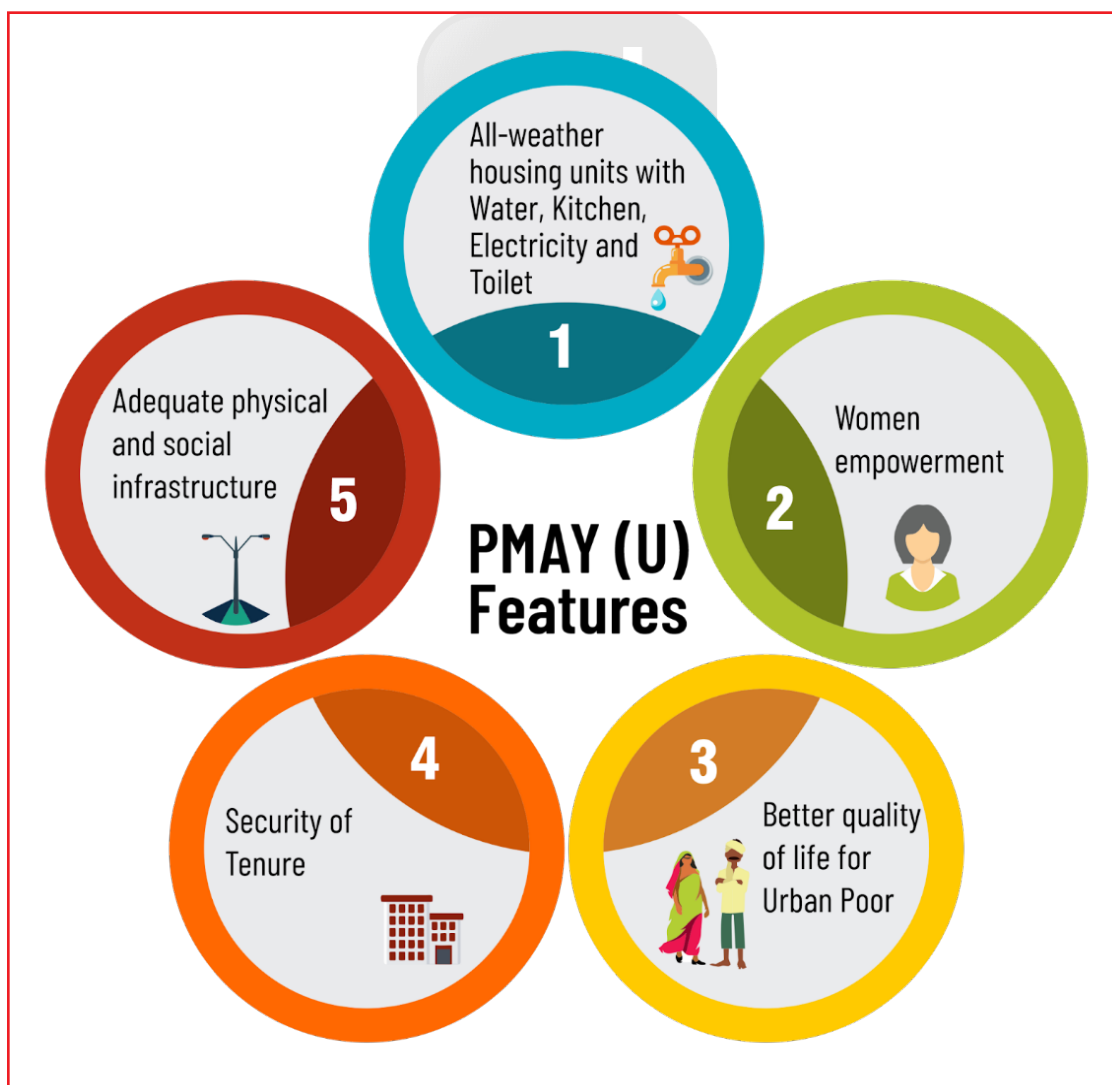 All-weather
housing units with
Water, Kitchen,
Electricity and
Toilet
1
Women
empowerment
2
3
Better quality
of life for
Urban Poor
4
Security of
Tenure
Adequate physical
and social
infrastructure
5
PMAY (U)
Features